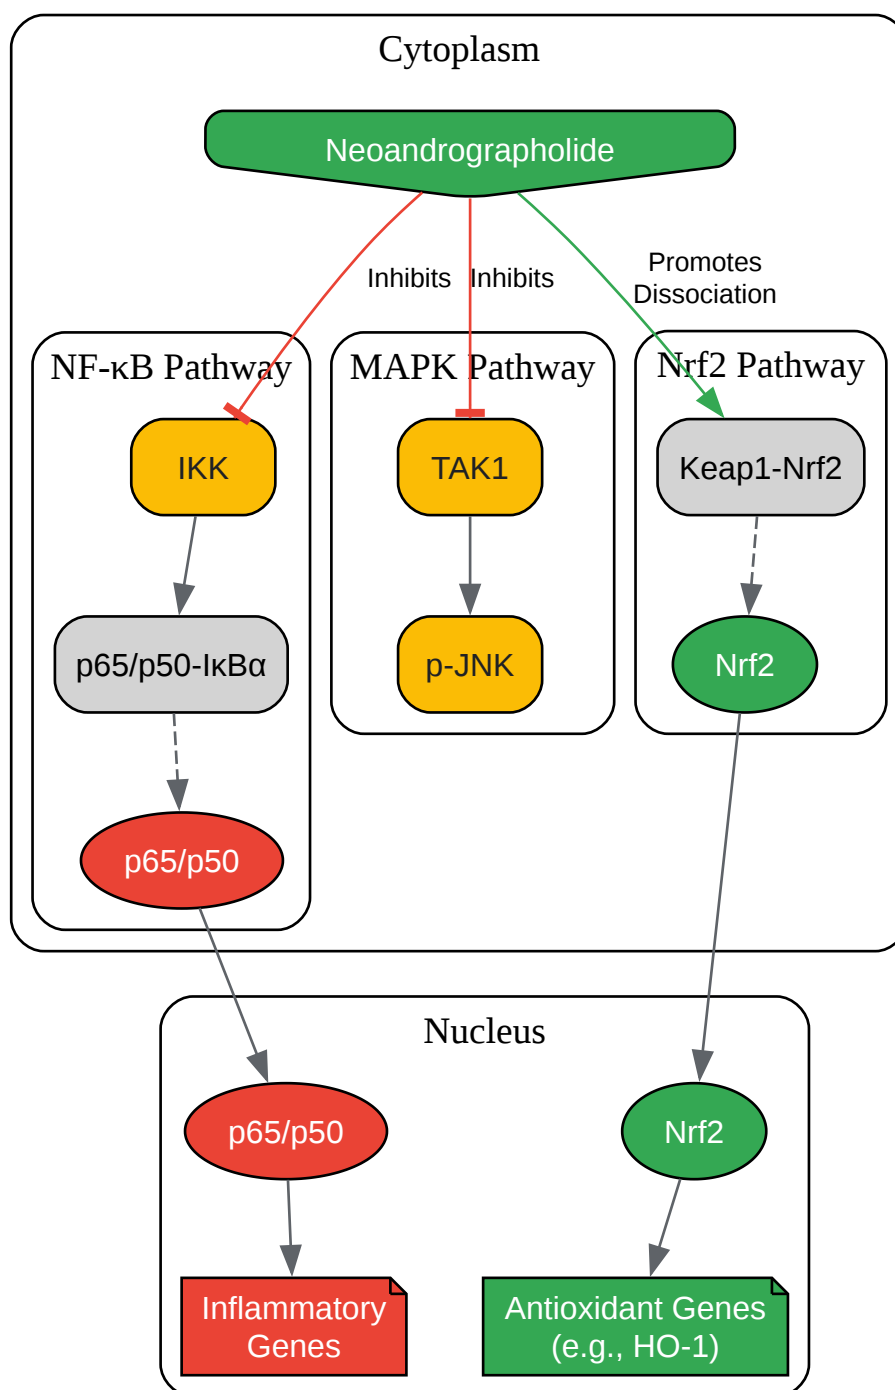 Cytoplasm
Neoandrographolide
Inhibits
Inhibits
Promotes
Dissociation
NF-κB Pathway
MAPK Pathway
Nrf2 Pathway
IKK
TAK1
Keap1-Nrf2
p65/p50-IκBα
p-JNK
Nrf2
p65/p50
Nucleus
p65/p50
Nrf2
Inflammatory
Genes
Antioxidant Genes
(e.g., HO-1)